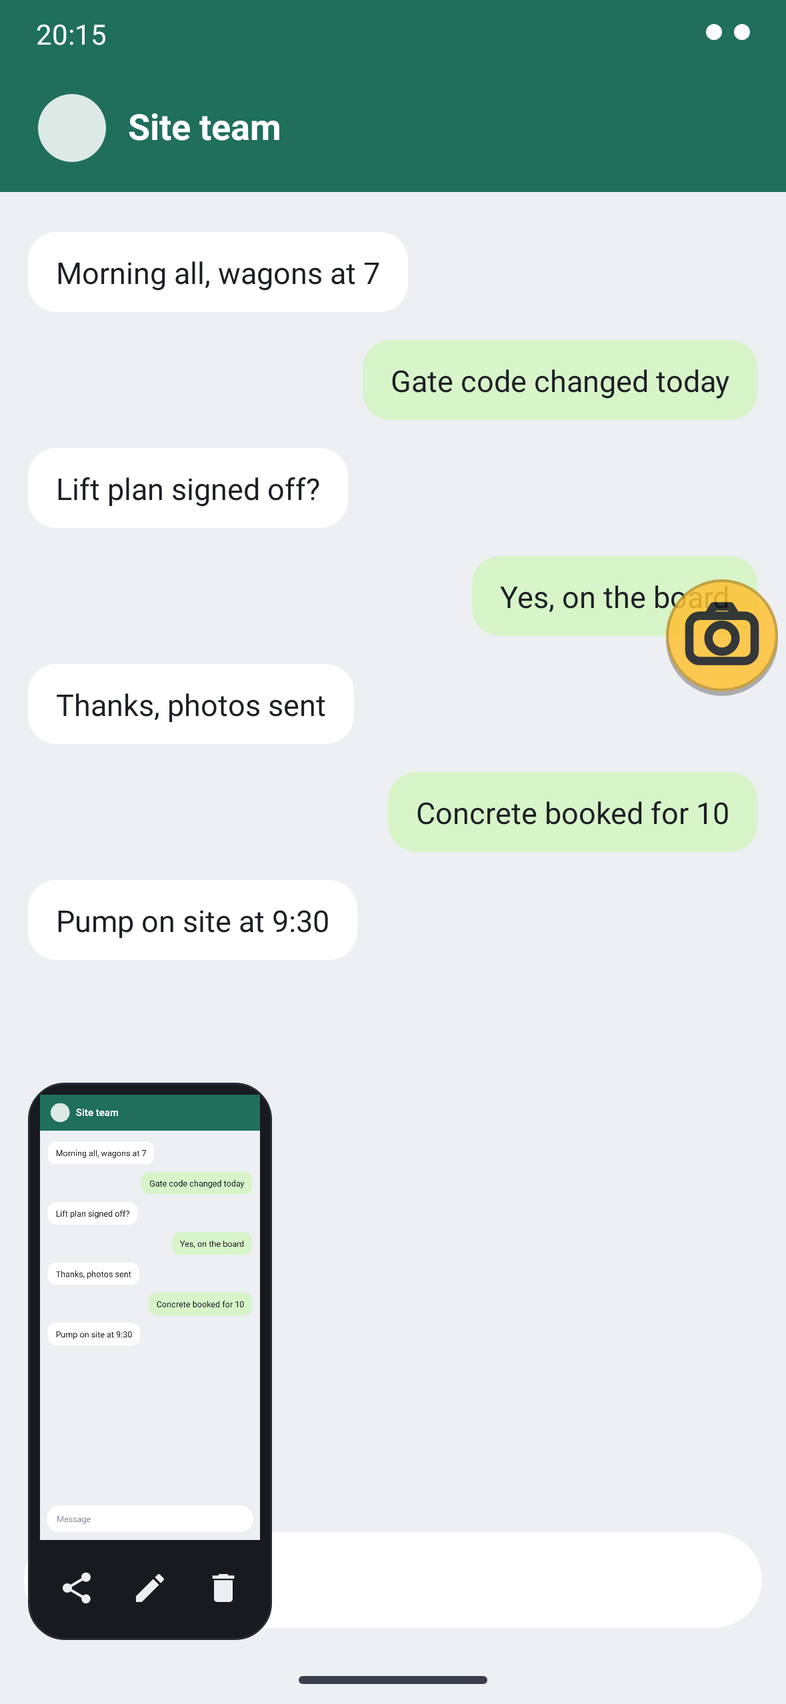 20:15
Site team
Morning all, wagons at 7
Gate code changed today
Lift plan signed off?
Yes, on the board
Thanks, photos sent
Concrete booked for 10
Pump on site at 9:30
Site team
Morning all, wagons at 7
Gate code changed today
Lift plan signed off?
Yes, on the board
Thanks, photos sent
Concrete booked for 10
Pump on site at 9:30
Message